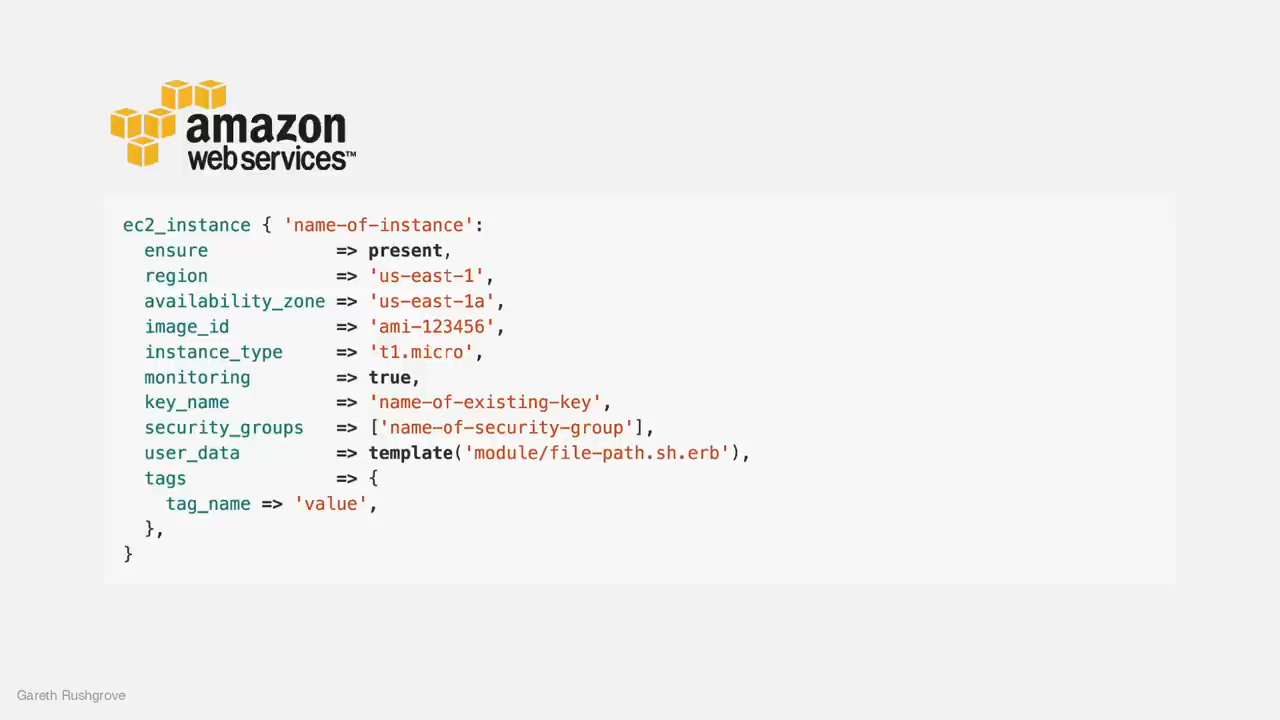 amazon
web services™
ec2_instance { 'name-of-instance':
  ensure            => present,
  region            => 'us-east-1',
  availability_zone => 'us-east-1a',
  image_id          => 'ami-123456',
  instance_type     => 't1.micro',
  monitoring        => true,
  key_name          => 'name-of-existing-key',
  security_groups   => ['name-of-security-group'],
  user_data         => template('module/file-path.sh.erb'),
  tags              => {
    tag_name => 'value',
  },
}
Gareth Rushgrove